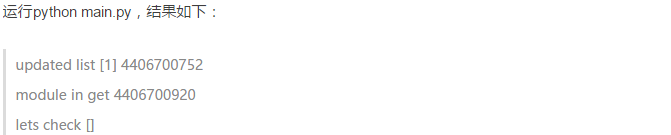 运行python main.py，结果如下：
updated list [1] 4406700752
module in get 4406700920
lets check []